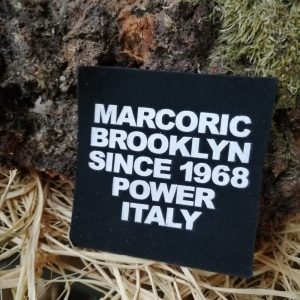 MARCORIC
BROOKLYN
SINCE 1968
POWER
ITALY